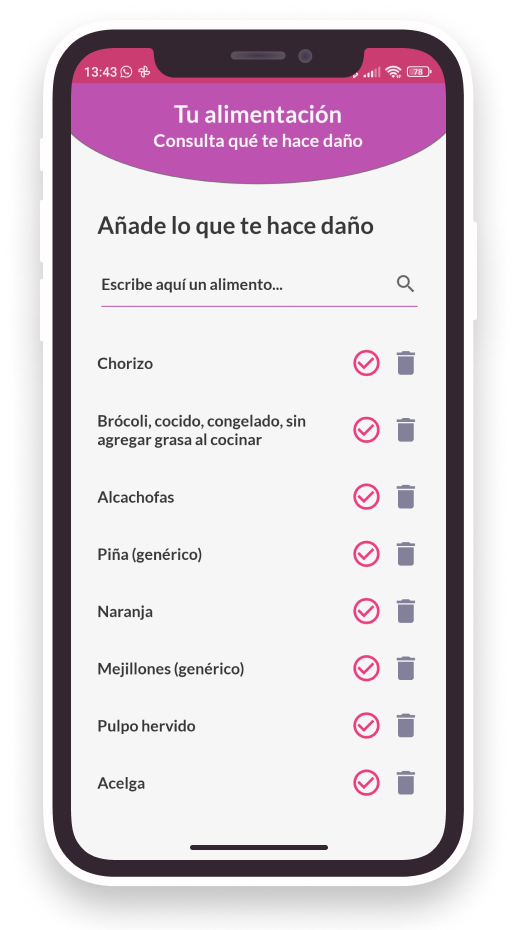 13:43
78
Tu alimentación
Consulta qué te hace daño
Añade lo que te hace daño
Escribe aquí un alimento...
Chorizo
Brócoli, cocido, congelado, sin
agregar grasa al cocinar
Alcachofas
Piña (genérico)
Naranja
Mejillones (genérico)
Pulpo hervido
Acelga